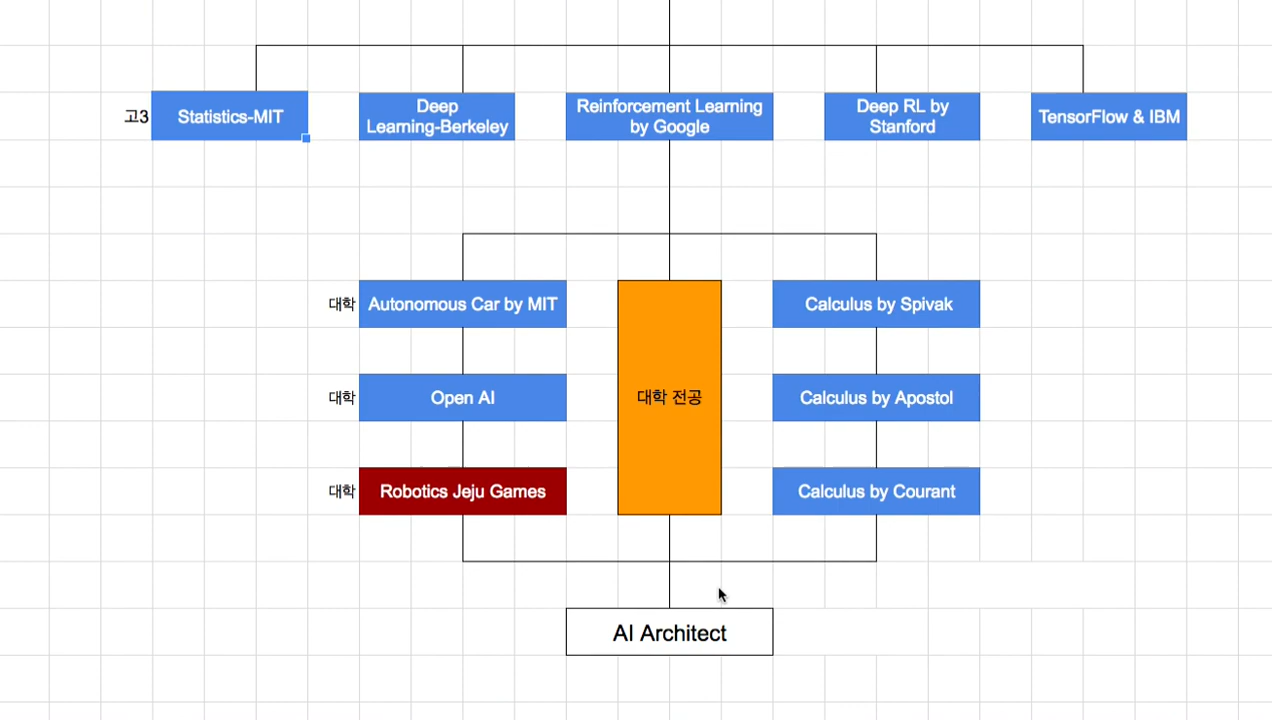 고3
Statistics-MIT
Deep
Learning-Berkeley
Reinforcement Learning
by Google
Deep RL by
Stanford
TensorFlow & IBM
대학
Autonomous Car by MIT
Calculus by Spivak
대학
Open AI
대학 전공
Calculus by Apostol
대학
Robotics Jeju Games
Calculus by Courant
AI Architect